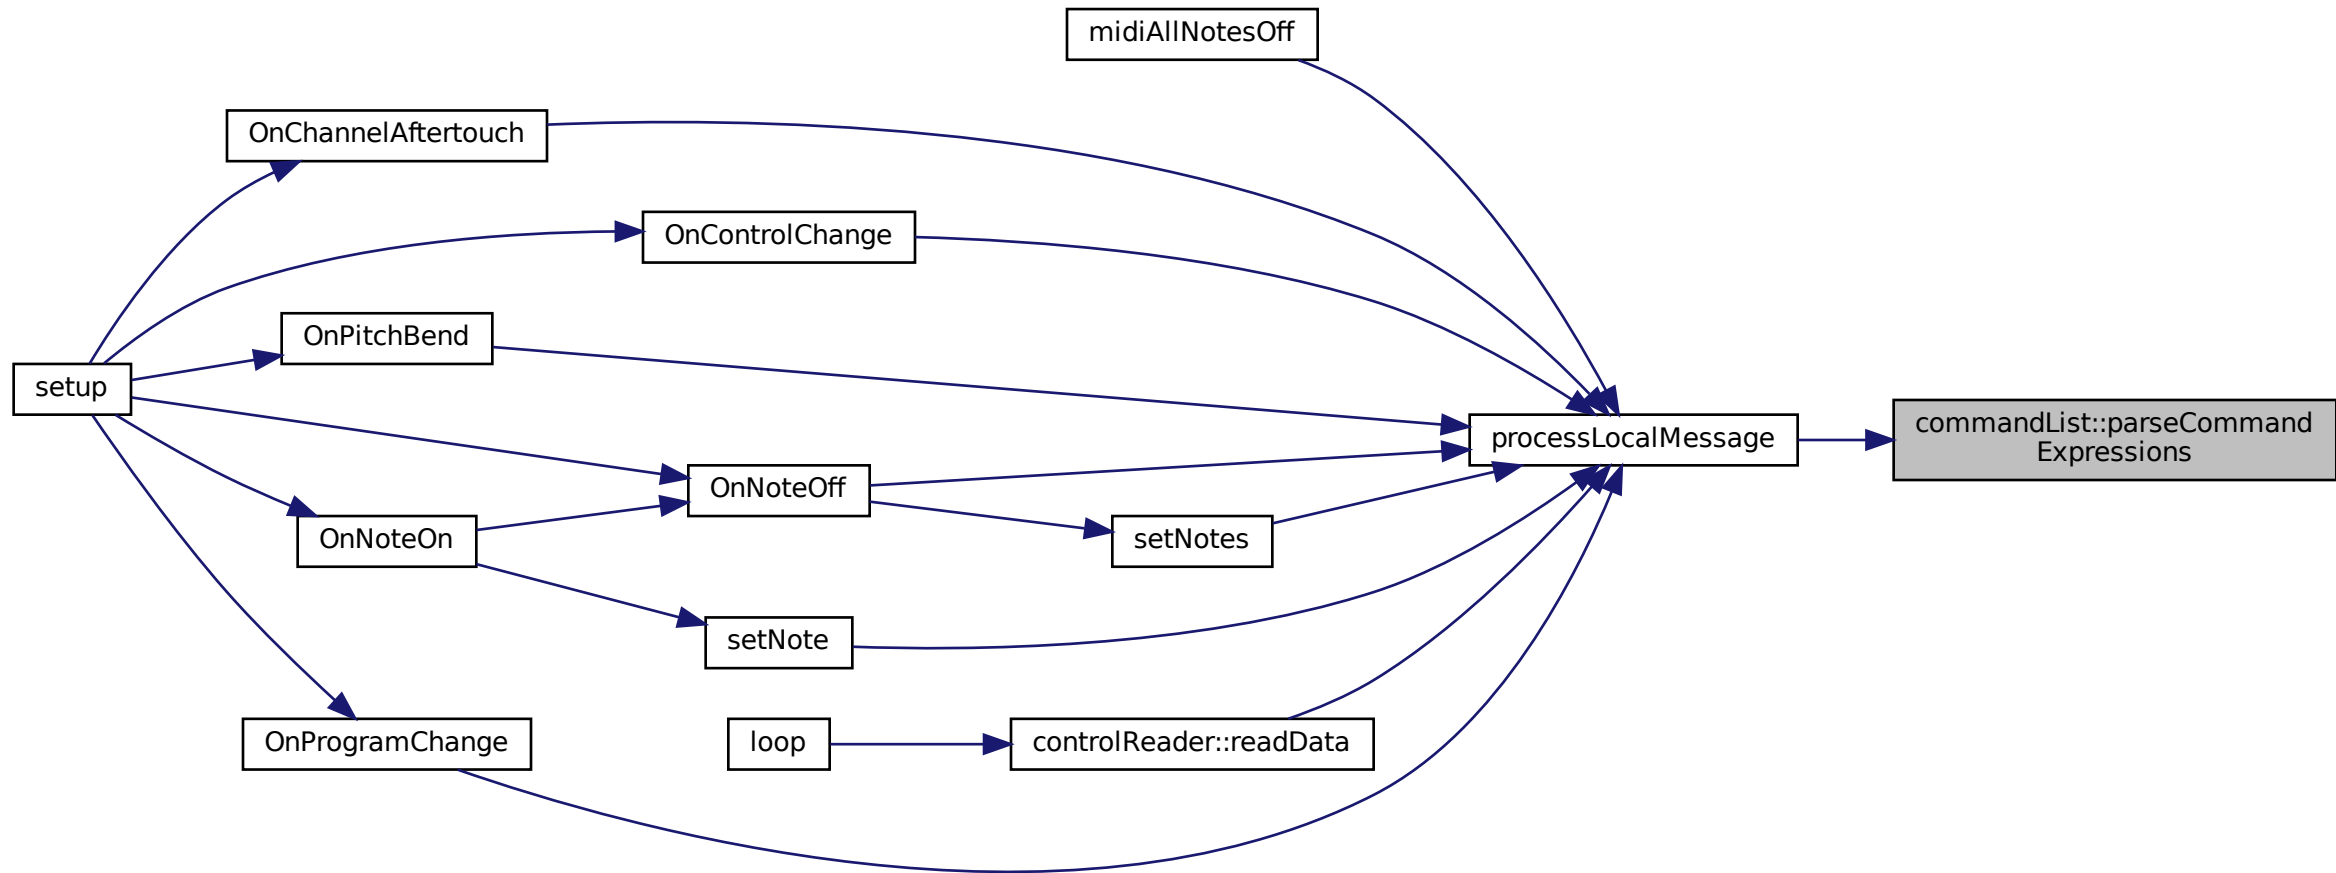 midiAllNotesOff
OnChannelAftertouch
OnControlChange
OnPitchBend
setup
processLocalMessage
commandList::parseCommand
Expressions
OnNoteOff
OnNoteOn
setNotes
setNote
OnProgramChange
loop
controlReader::readData